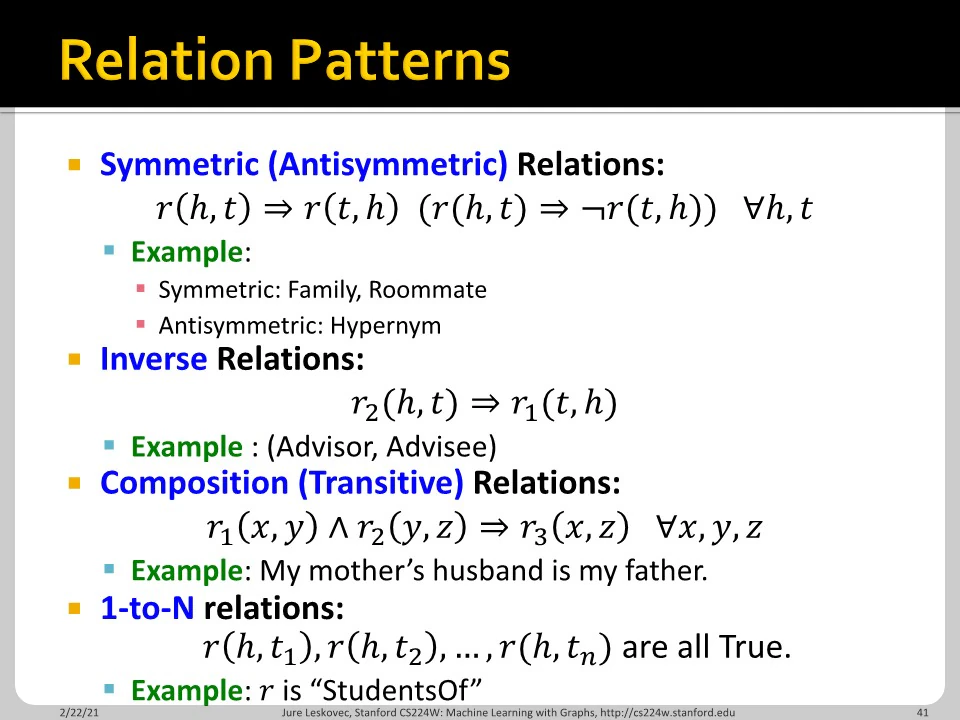 Relation Patterns
Symmetric (Antisymmetric) Relations:
𝑟(ℎ, 𝑡) ⇒ 𝑟(𝑡, ℎ) (𝑟(ℎ, 𝑡) ⇒ ¬𝑟(𝑡, ℎ)) ∀ℎ, 𝑡
Example:
Symmetric: Family, Roommate
Antisymmetric: Hypernym
Inverse Relations:
𝑟₂(ℎ, 𝑡) ⇒ 𝑟₁(𝑡, ℎ)
Example : (Advisor, Advisee)
Composition (Transitive) Relations:
𝑟₁(𝑥, 𝑦) ∧ 𝑟₂(𝑦, 𝑧) ⇒ 𝑟₃(𝑥, 𝑧) ∀𝑥, 𝑦, 𝑧
Example: My mother’s husband is my father.
1-to-N relations:
𝑟(ℎ, 𝑡₁), 𝑟(ℎ, 𝑡₂), … , 𝑟(ℎ, 𝑡ₙ) are all True.
Example: 𝑟 is “StudentsOf”
2/22/21 Jure Leskovec, Stanford CS224W: Machine Learning with Graphs, http://cs224w.stanford.edu 41